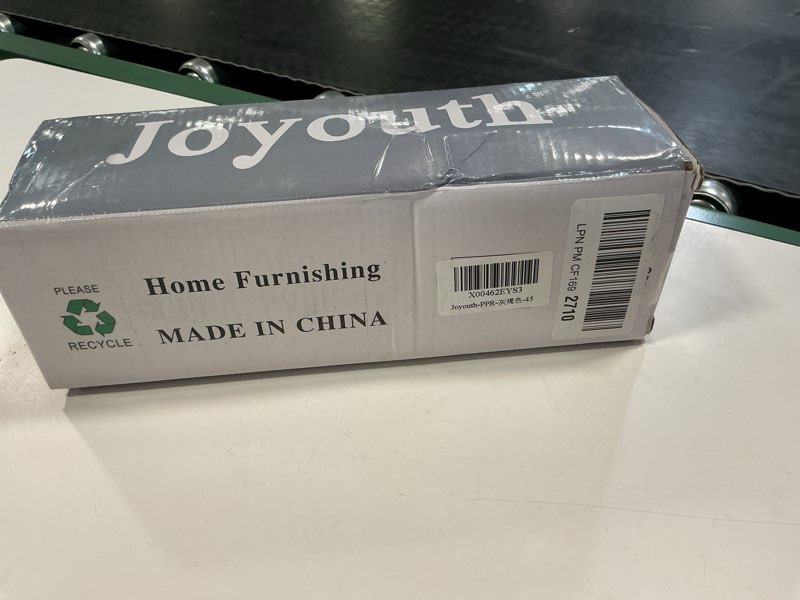 Joyouth
PLEASE
RECYCLE
Home Furnishing
MADE IN CHINA
X00462EYS3
Joyouth-PPR-灰褐色-45
LPN PM CF169 2710